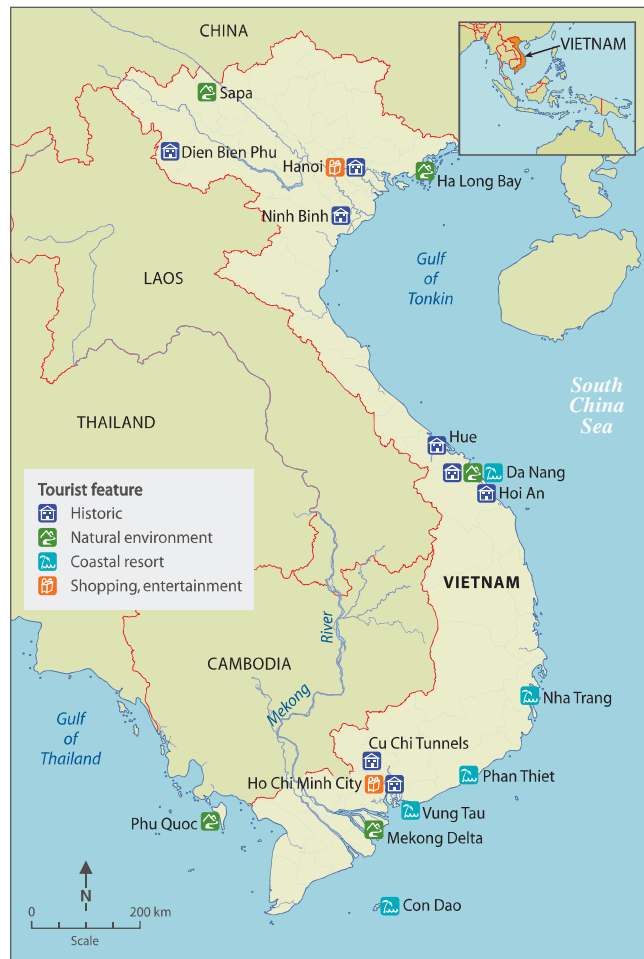 CHINA
VIETNAM
Sapa
Dien Bien Phu
Hanoi
Ha Long Bay
Ninh Binh
LAOS
Gulf
of
Tonkin
South
China
Sea
THAILAND
Hue
Da Nang
Hoi An
Tourist feature
Historic
Natural environment
Coastal resort
Shopping, entertainment
VIETNAM
River
Mekong
CAMBODIA
Nha Trang
Gulf
of
Thailand
Cu Chi Tunnels
Phan Thiet
Ho Chi Minh City
Vung Tau
Phu Quoc
Mekong Delta
N
0 200 km
Scale
Con Dao